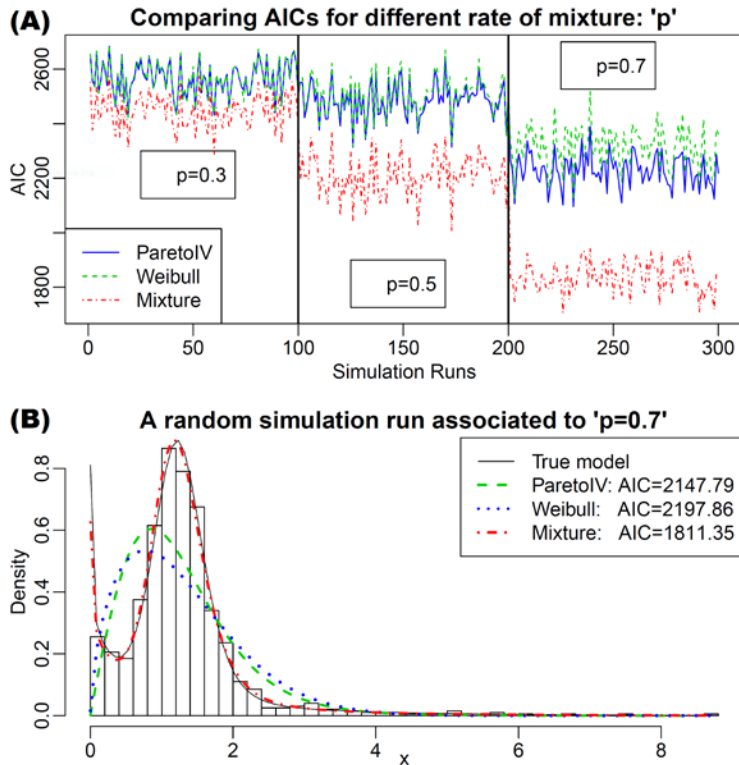 (A) Comparing AICs for different rate of mixture: 'p'
AIC
2600
2200
1800
p=0.3
p=0.5
p=0.7
ParetoIV
Weibull
Mixture
0 50 100 150 200 250 300
Simulation Runs
(B) A random simulation run associated to 'p=0.7'
Density
0.8
0.6
0.4
0.2
0.0
True model
ParetoIV: AIC=2147.79
Weibull: AIC=2197.86
Mixture: AIC=1811.35
0 2 4 6 8
x